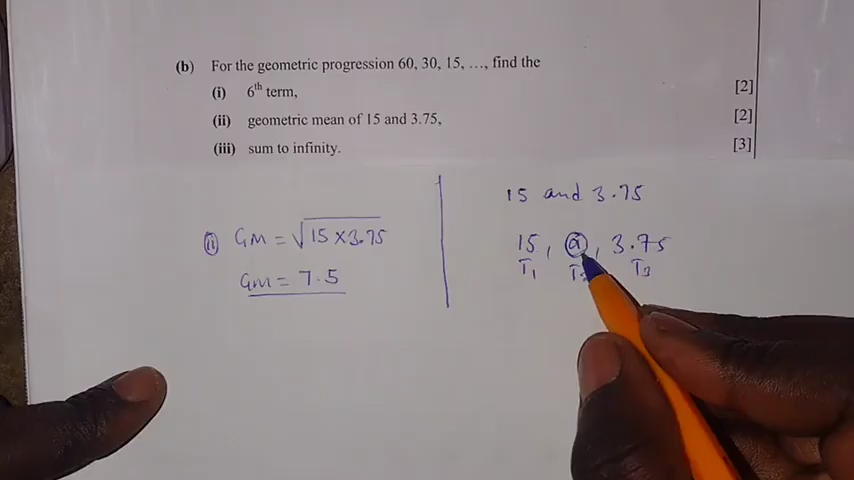 (b) For the geometric progression 60, 30, 15, ..., find the
(i) 6th term, [2]
(ii) geometric mean of 15 and 3.75, [2]
(iii) sum to infinity. [3]
(ii) GM = √15 × 3.75
GM = 7.5
15 and 3.75
15, a, 3.75
T1 T2 T3